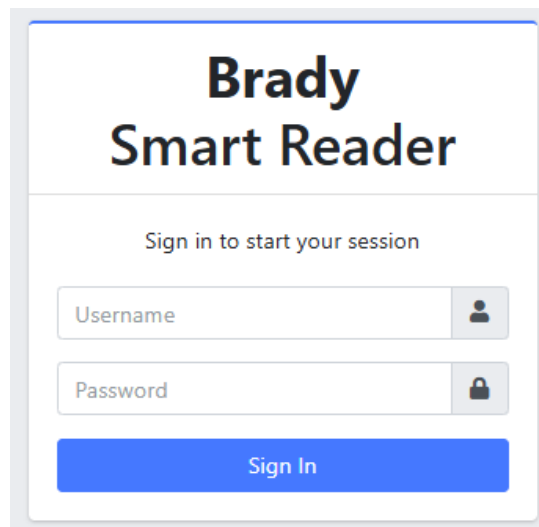 Brady
Smart Reader
Sign in to start your session
Username
Password
Sign In